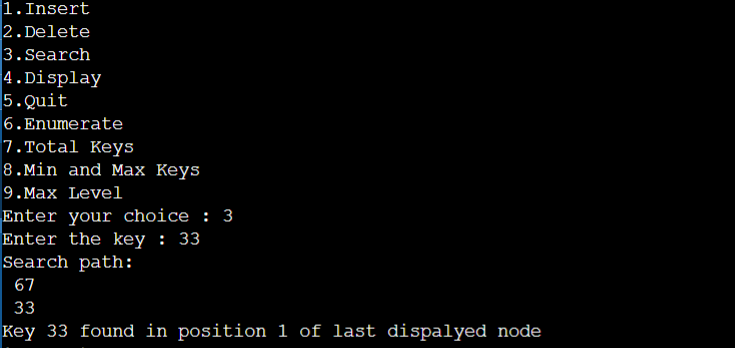 1.Insert
2.Delete
3.Search
4.Display
5.Quit
6.Enumerate
7.Total Keys
8.Min and Max Keys
9.Max Level
Enter your choice : 3
Enter the key : 33
Search path:
67
33
Key 33 found in position 1 of last dispalyed node